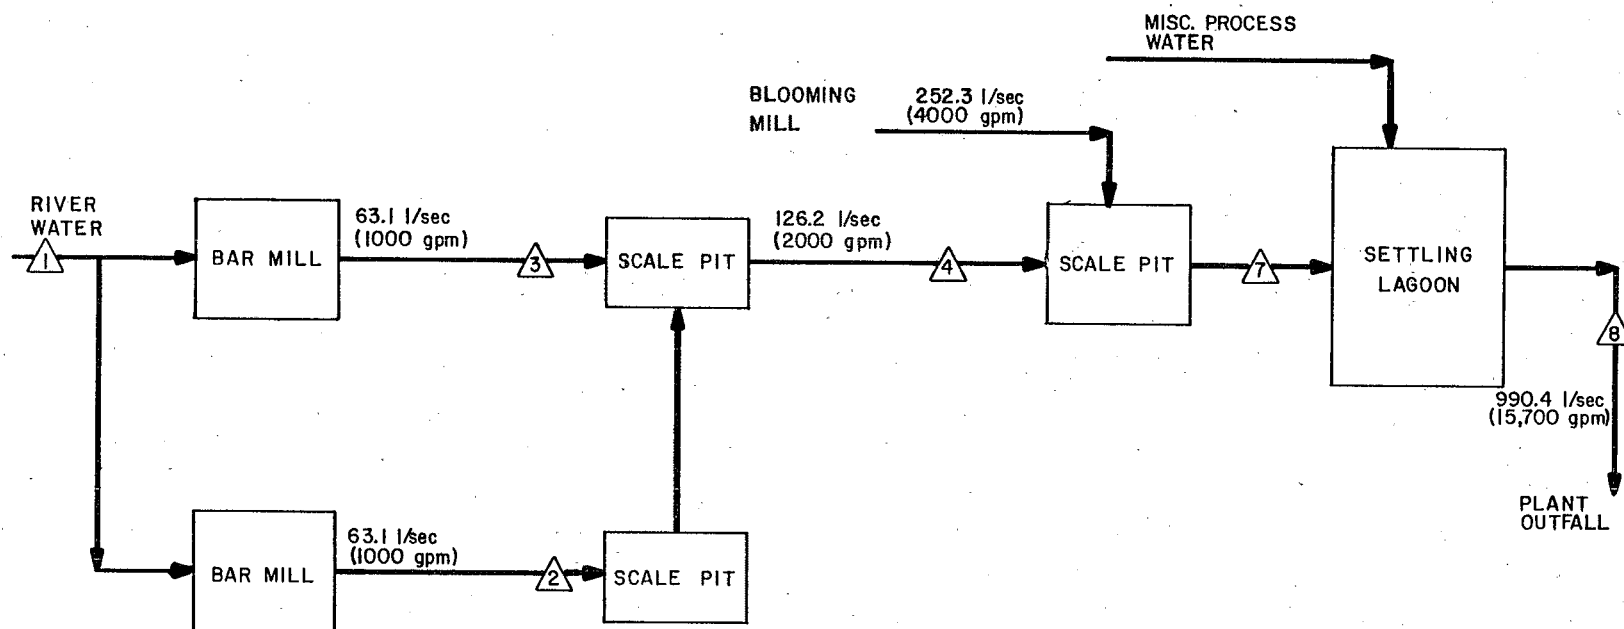 MISC. PROCESS
WATER
BLOOMING
MILL
252.3 l/sec
(4000 gpm)
RIVER
WATER
1
BAR MILL
63.1 l/sec
(1000 gpm)
3
SCALE PIT
126.2 l/sec
(2000 gpm)
4
SCALE PIT
7
SETTLING
LAGOON
8
990.4 l/sec
(15,700 gpm)
PLANT
OUTFALL
BAR MILL
63.1 l/sec
(1000 gpm)
2
SCALE PIT